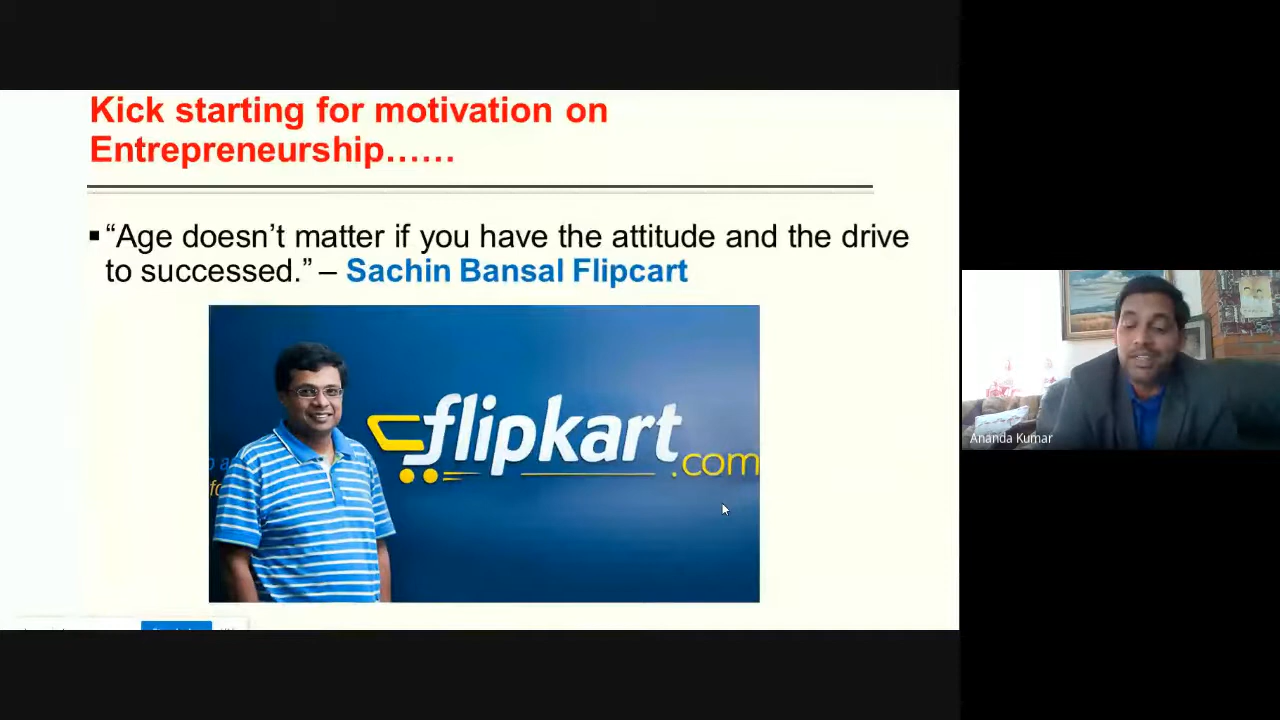 Kick starting for motivation on
Entrepreneurship......
▪ “Age doesn’t matter if you have the attitude and the drive
to successed.” – Sachin Bansal Flipcart
flipkart
.com
Ananda Kumar